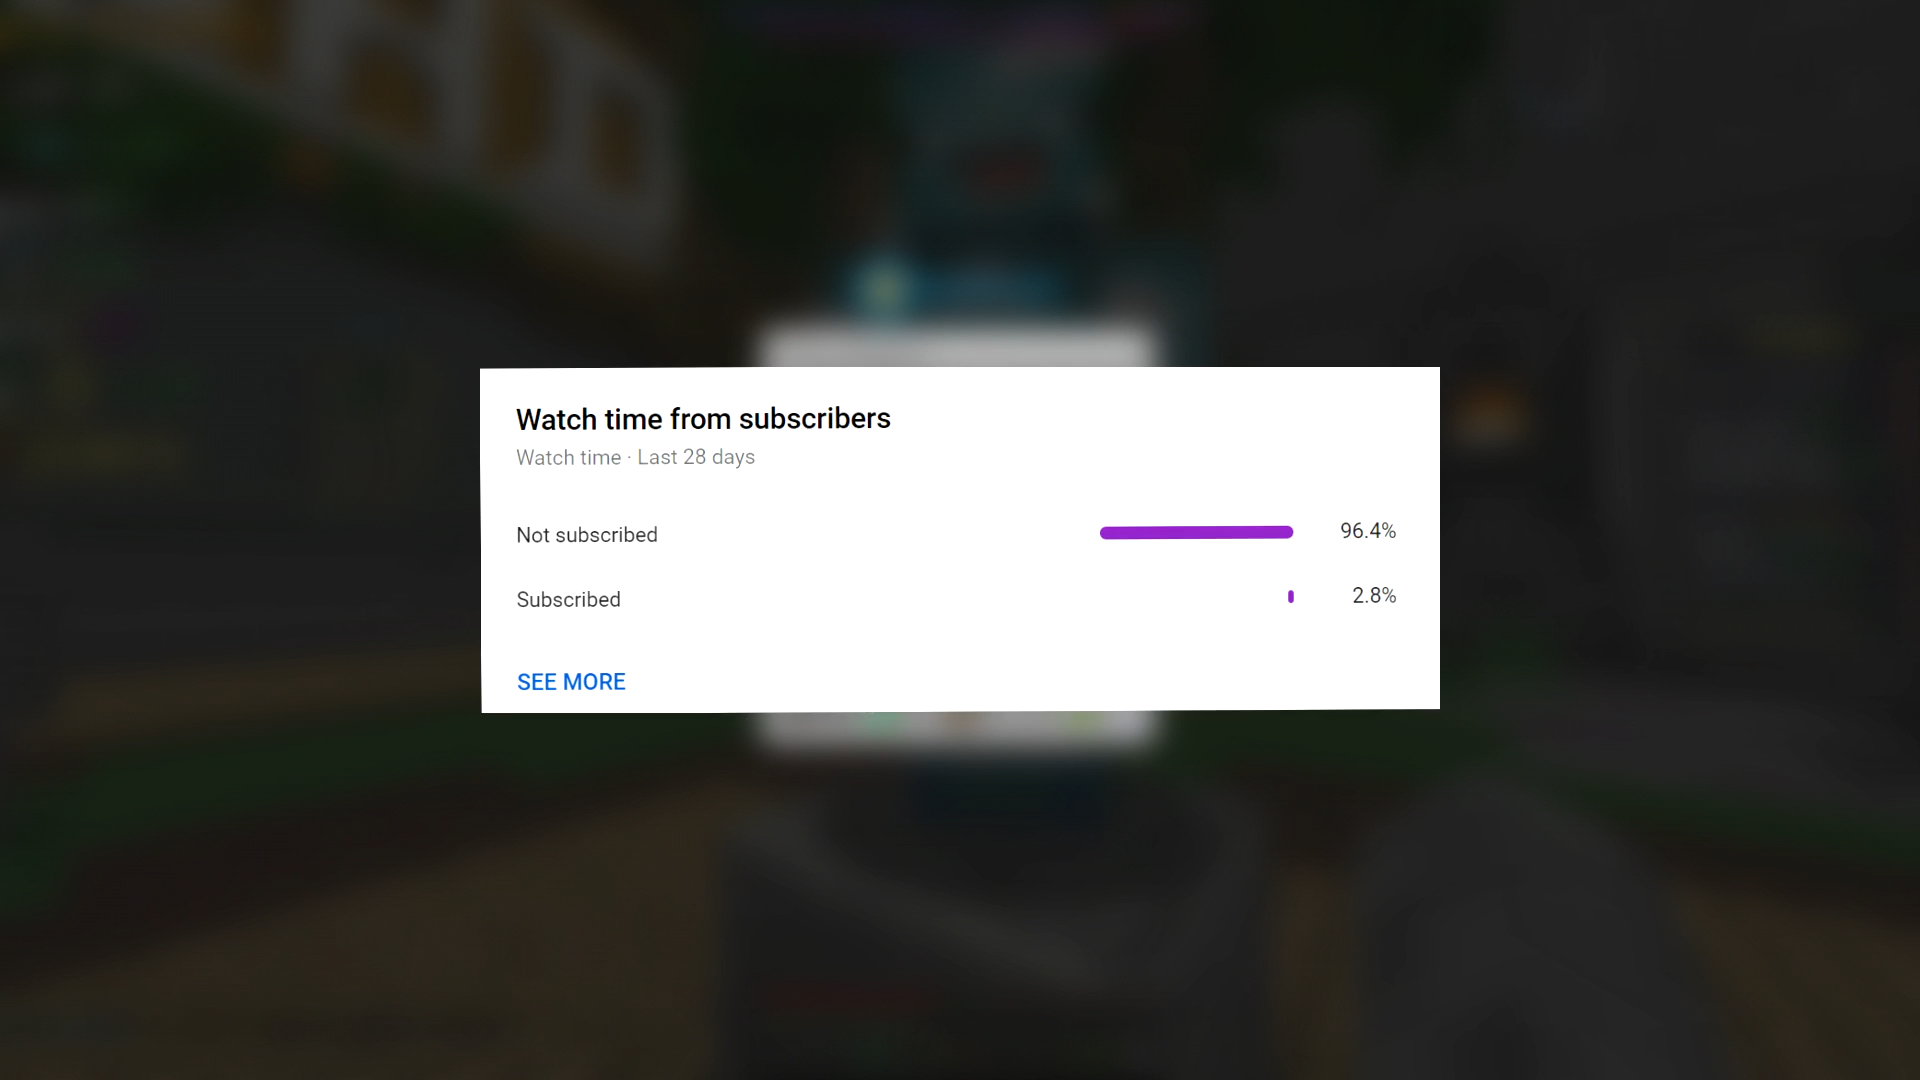 Watch time from subscribers
Watch time · Last 28 days
Not subscribed 96.4%
Subscribed 2.8%
SEE MORE